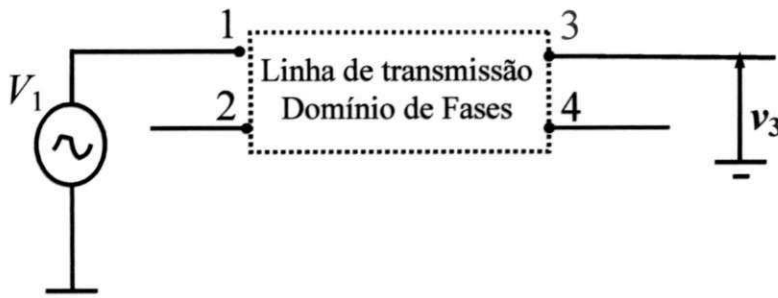 1
3
Linha de transmissão
V₁
2
Domínio de Fases
4
v₃